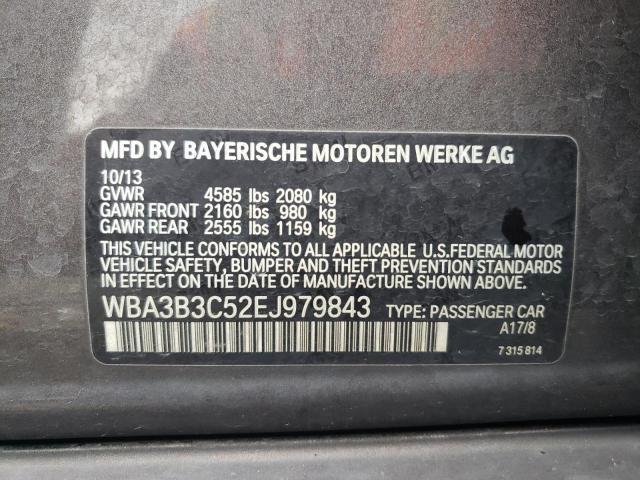 MFD BY BAYERISCHE MOTOREN WERKE AG
10/13
GVWR 4585 lbs 2080 kg
GAWR FRONT 2160 lbs 980 kg
GAWR REAR 2555 lbs 1159 kg
THIS VEHICLE CONFORMS TO ALL APPLICABLE U.S.FEDERAL MOTOR
VEHICLE SAFETY, BUMPER AND THEFT PREVENTION STANDARDS
IN EFFECT ON THE DATE OF MANUFACTURE SHOWN ABOVE.
WBA3B3C52EJ979843 TYPE: PASSENGER CAR
A17/8
7 315 814